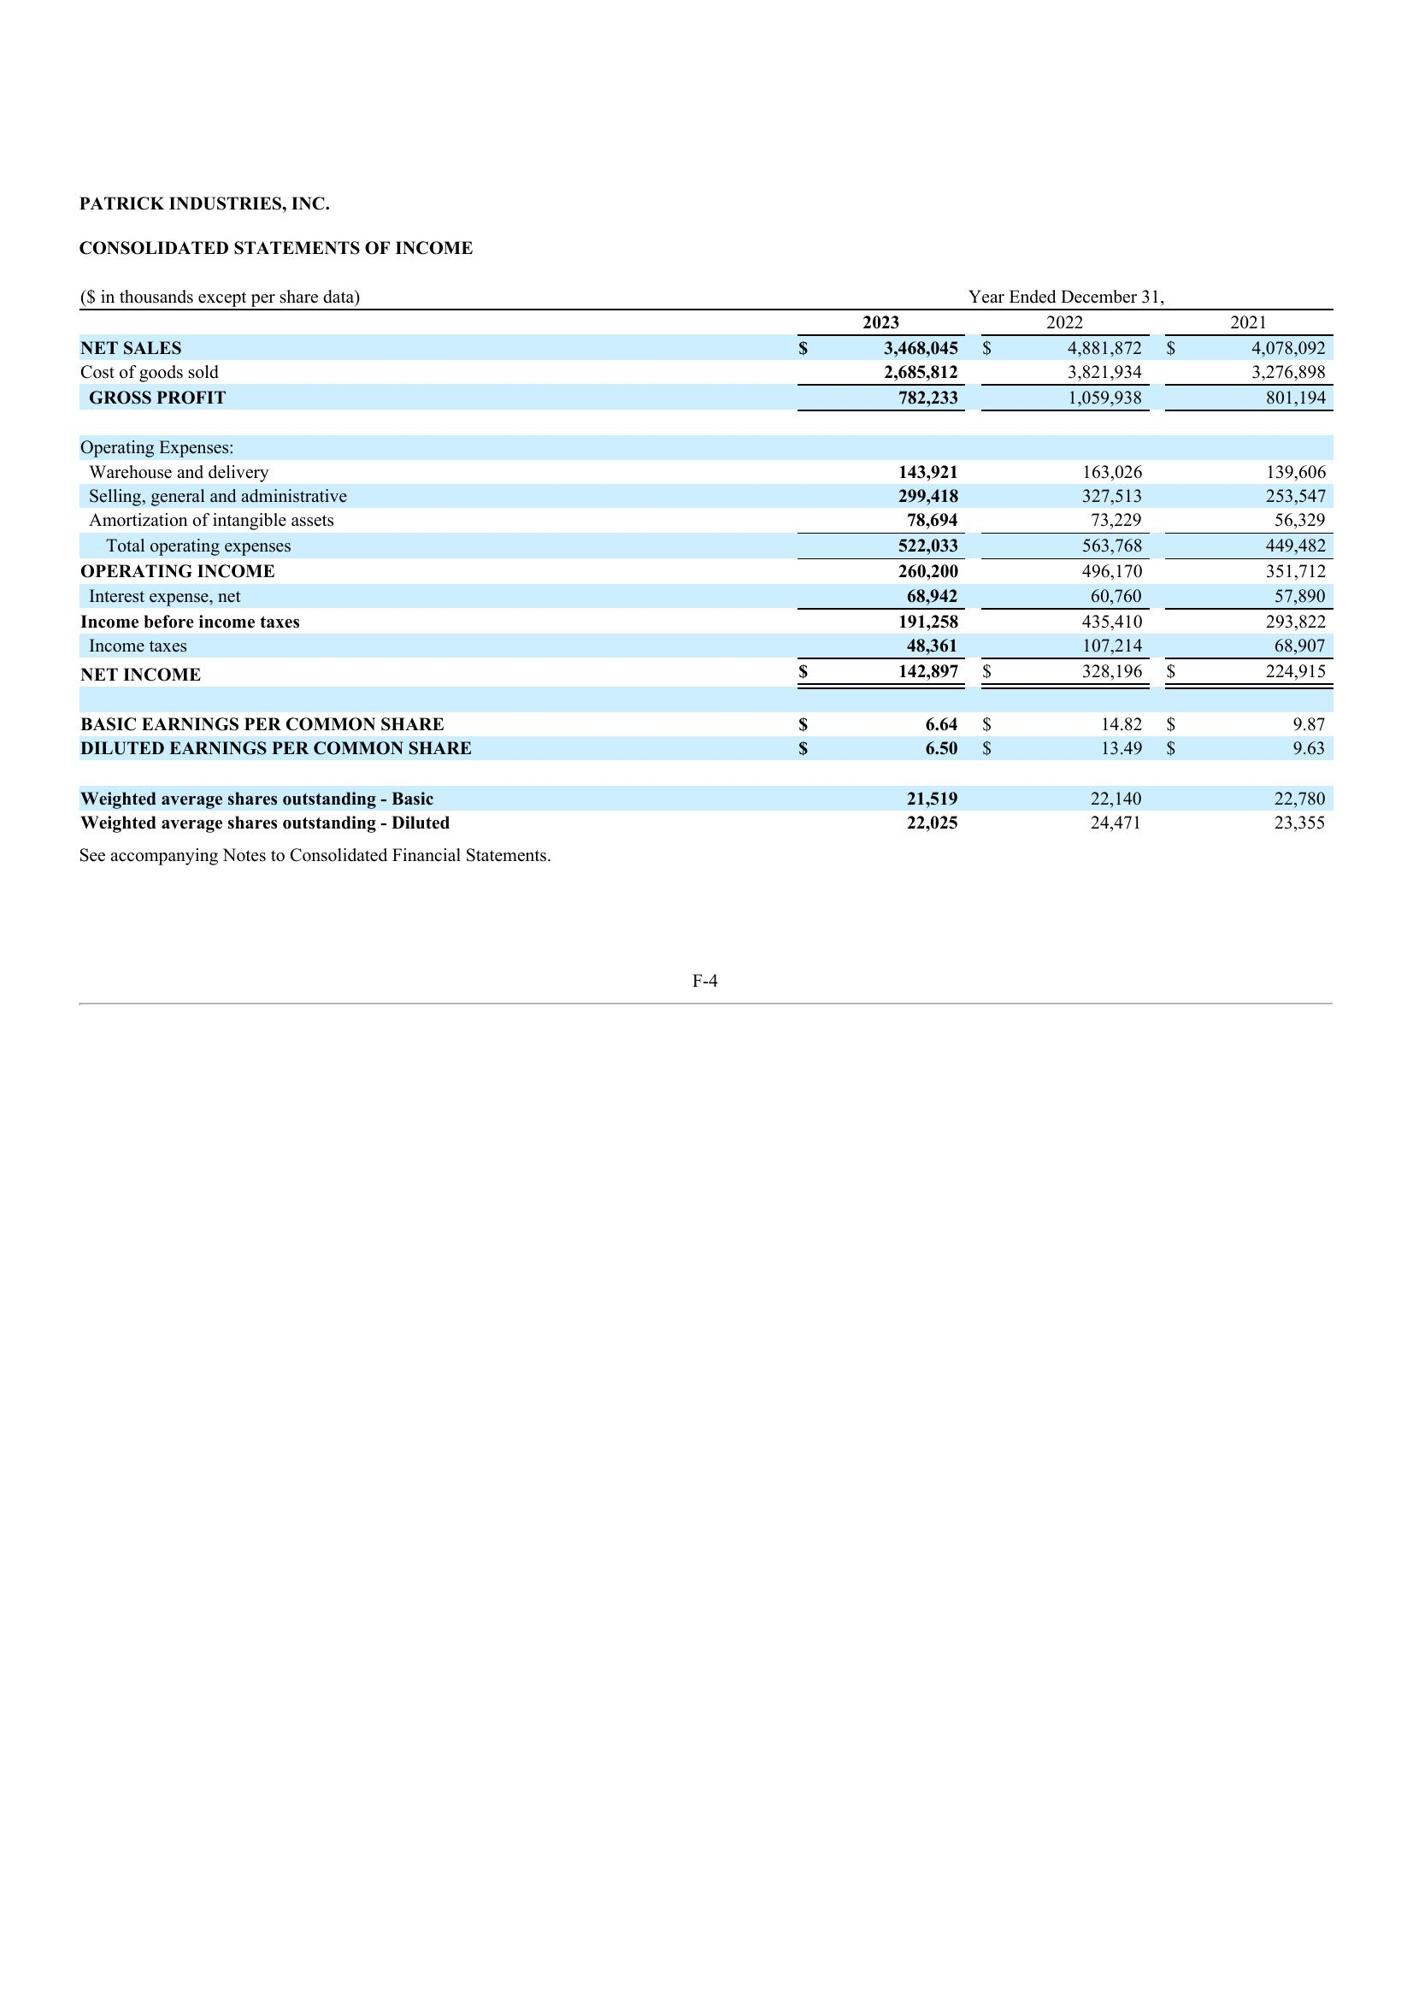 PATRICK INDUSTRIES, INC.
CONSOLIDATED STATEMENTS OF INCOME
($ in thousands except per share data) Year Ended December 31,
2023 2022 2021
NET SALES $ 3,468,045 $ 4,881,872 $ 4,078,092
Cost of goods sold 2,685,812 3,821,934 3,276,898
GROSS PROFIT 782,233 1,059,938 801,194
Operating Expenses:
Warehouse and delivery 143,921 163,026 139,606
Selling, general and administrative 299,418 327,513 253,547
Amortization of intangible assets 78,694 73,229 56,329
Total operating expenses 522,033 563,768 449,482
OPERATING INCOME 260,200 496,170 351,712
Interest expense, net 68,942 60,760 57,890
Income before income taxes 191,258 435,410 293,822
Income taxes 48,361 107,214 68,907
NET INCOME $ 142,897 $ 328,196 $ 224,915
BASIC EARNINGS PER COMMON SHARE $ 6.64 $ 14.82 $ 9.87
DILUTED EARNINGS PER COMMON SHARE $ 6.50 $ 13.49 $ 9.63
Weighted average shares outstanding - Basic 21,519 22,140 22,780
Weighted average shares outstanding - Diluted 22,025 24,471 23,355
See accompanying Notes to Consolidated Financial Statements.
F-4